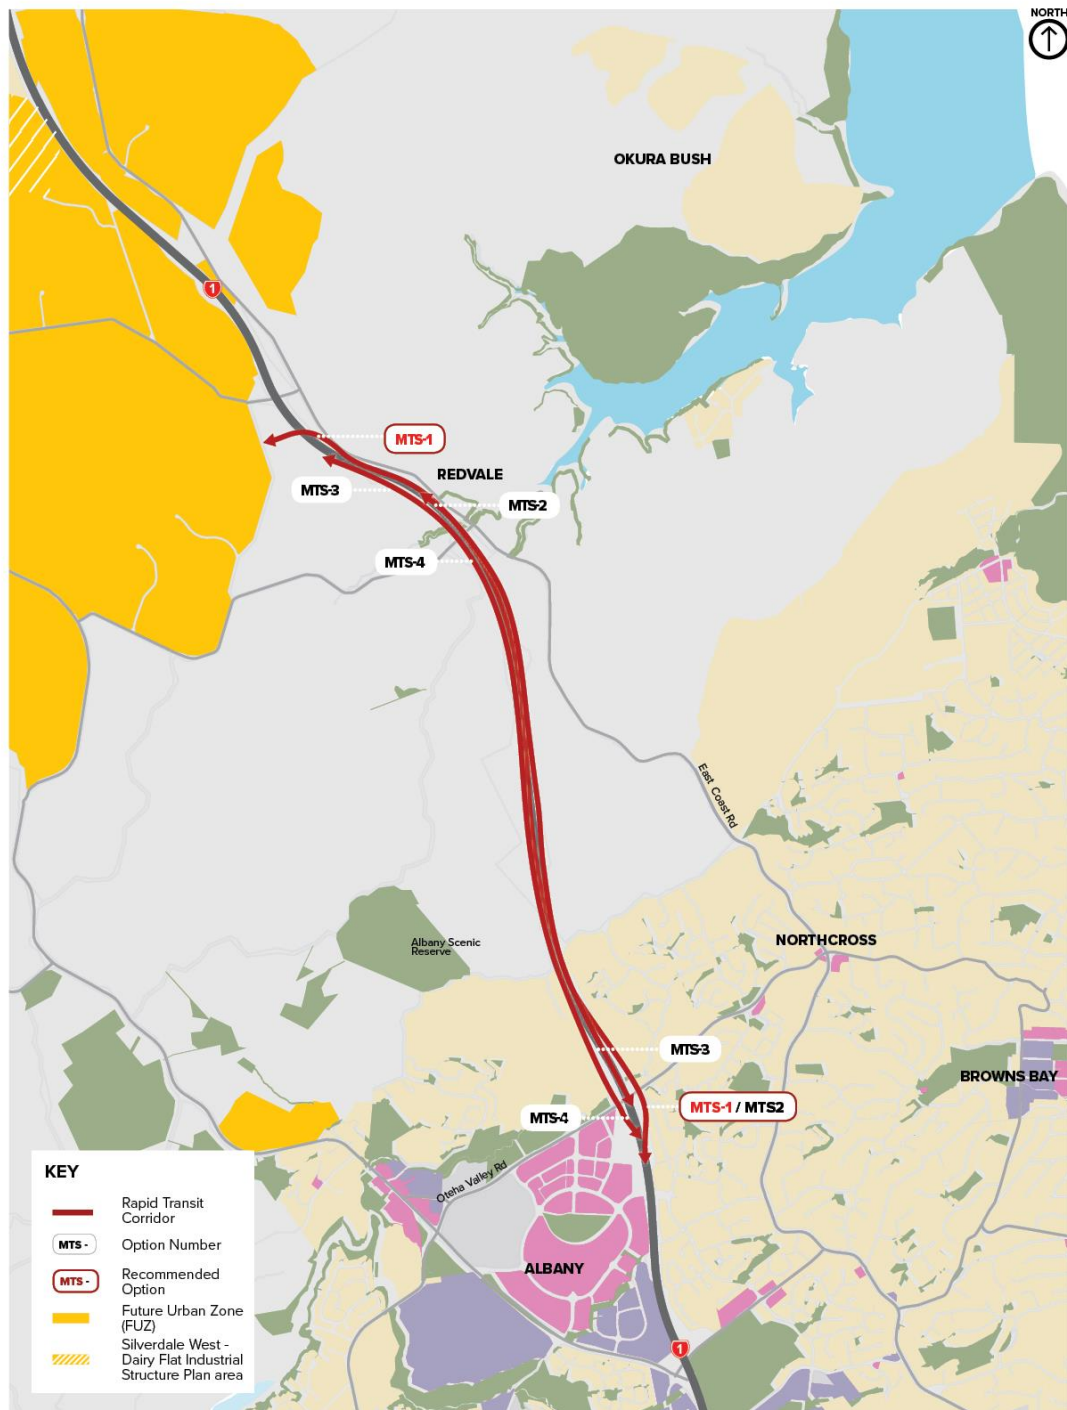 NORTH
OKURA BUSH
1
MTS-1
REDVALE
MTS-3
MTS-2
MTS-4
East Coast Rd
Albany Scenic
Reserve
NORTHCROSS
MTS-3
BROWNS BAY
MTS-1 / MTS2
MTS-4
Oteha Valley Rd
ALBANY
1
KEY
Rapid Transit
Corridor
MTS - Option Number
MTS - Recommended
Option
Future Urban Zone
(FUZ)
Silverdale West -
Dairy Flat Industrial
Structure Plan area